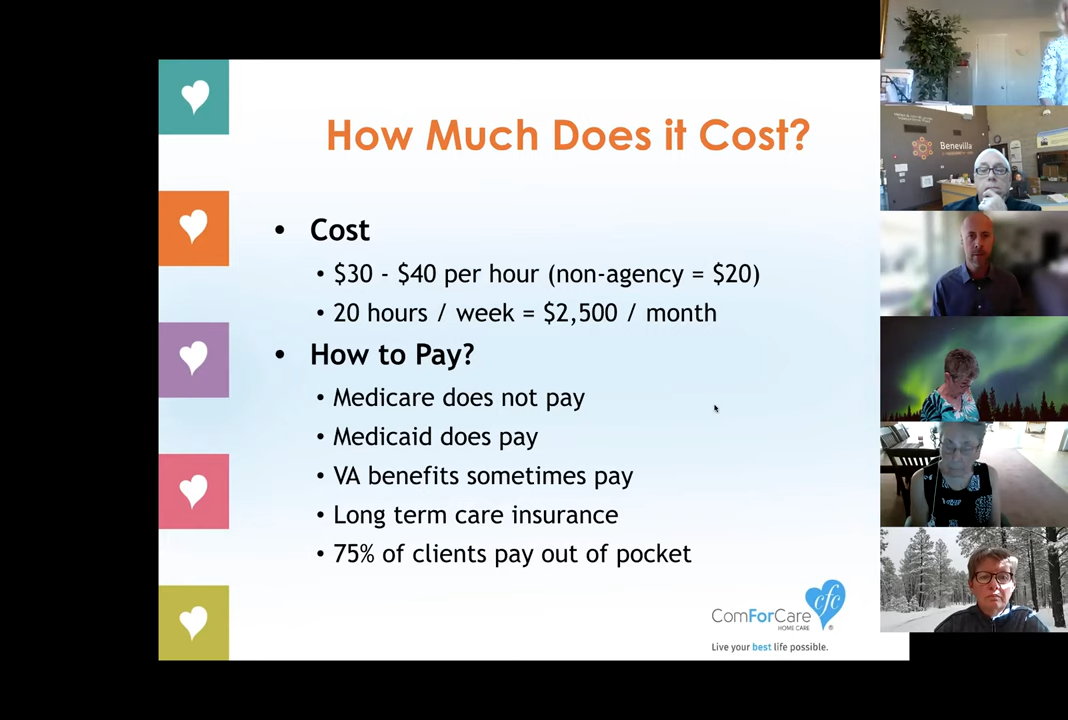 How Much Does it Cost?
• Cost
• $30 - $40 per hour (non-agency = $20)
• 20 hours / week = $2,500 / month
• How to Pay?
• Medicare does not pay
• Medicaid does pay
• VA benefits sometimes pay
• Long term care insurance
• 75% of clients pay out of pocket
cfc
ComForCare
HOME CARE
®
Live your best life possible.
Benevilla